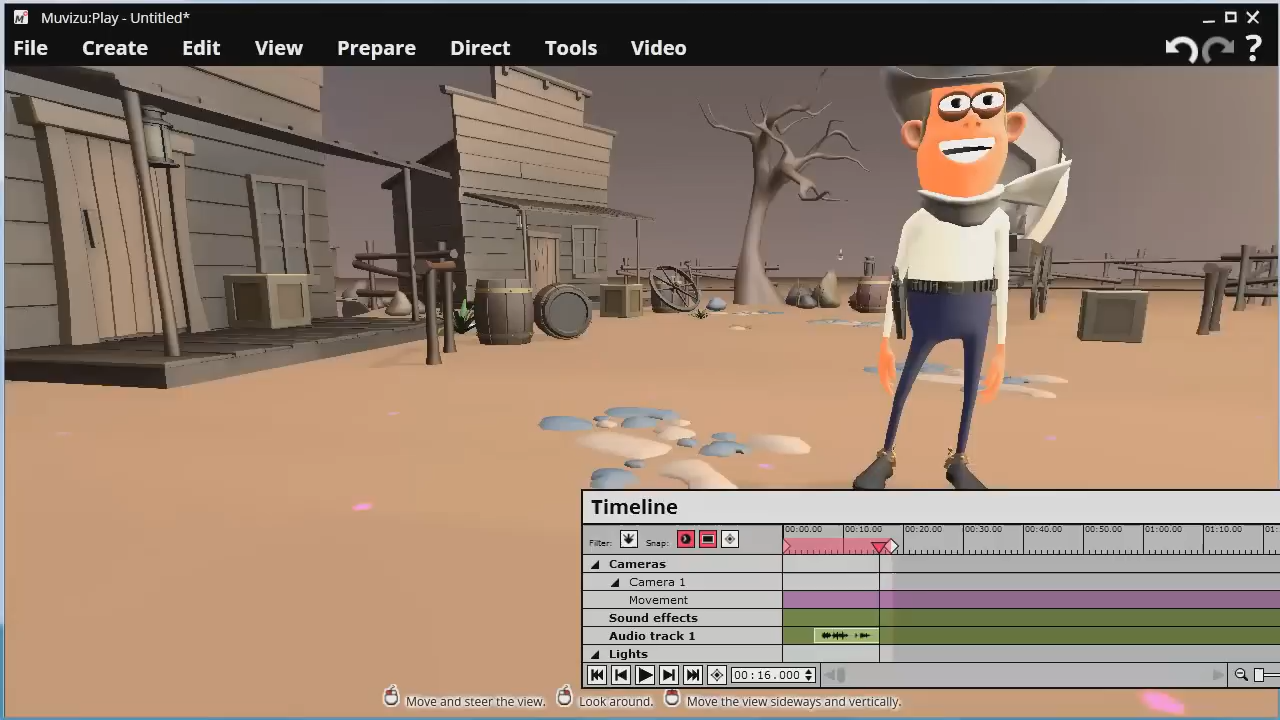 Muvizu:Play - Untitled*
File Create Edit View Prepare Direct Tools Video
?
Timeline
Filter: Snap: 00:00.00 00:10.00 00:20.00 00:30.00 00:40.00 00:50.00 01:00.00 01:10.00
Cameras
Camera 1
Movement
Sound effects
Audio track 1
Lights
00:16.000
Move and steer the view. Look around. Move the view sideways and vertically.